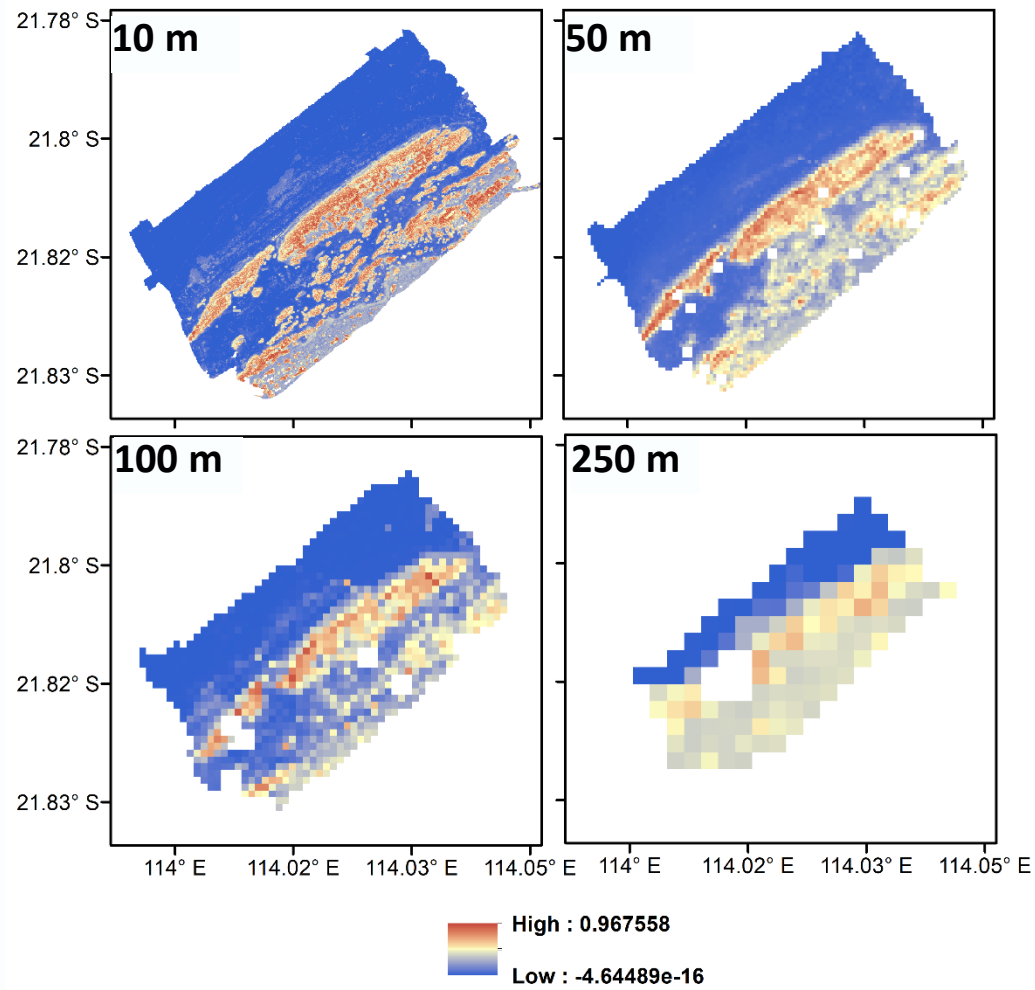 10 m
50 m
21.78° S
21.8° S
21.82° S
21.83° S
100 m
250 m
21.78° S
21.8° S
21.82° S
21.83° S
114° E 114.02° E 114.03° E 114.05° E 114° E 114.02° E 114.03° E 114.05° E
High : 0.967558
Low : -4.64489e-16